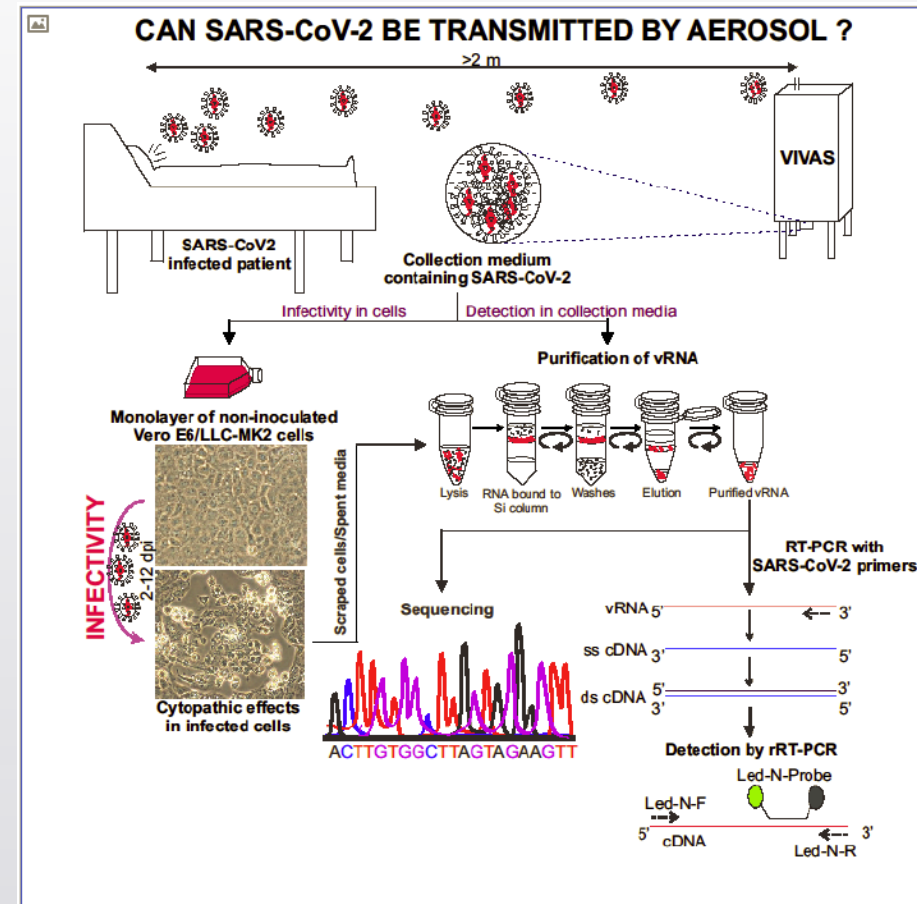 CAN SARS-CoV-2 BE TRANSMITTED BY AEROSOL ?
>2 m
VIVAS
SARS-CoV2
infected patient
Collection medium
containing SARS-CoV-2
Infectivity in cells
Detection in collection media
Purification of vRNA
Monolayer of non-inoculated
Vero E6/LLC-MK2 cells
Lysis
RNA bound to
Si column
Washes
Elution
Purified vRNA
INFECTIVITY
2-12 dpi
Scraped cells/Spent media
Cytopathic effects
in infected cells
Sequencing
ACTTGTGGCTTAGTAGAAGTT
RT-PCR with
SARS-CoV-2 primers
vRNA 5' 3'
ss cDNA 3' 5'
ds cDNA 5' 3'
3' 5'
Detection by rRT-PCR
Led-N-Probe
Led-N-F
5' cDNA 3'
Led-N-R